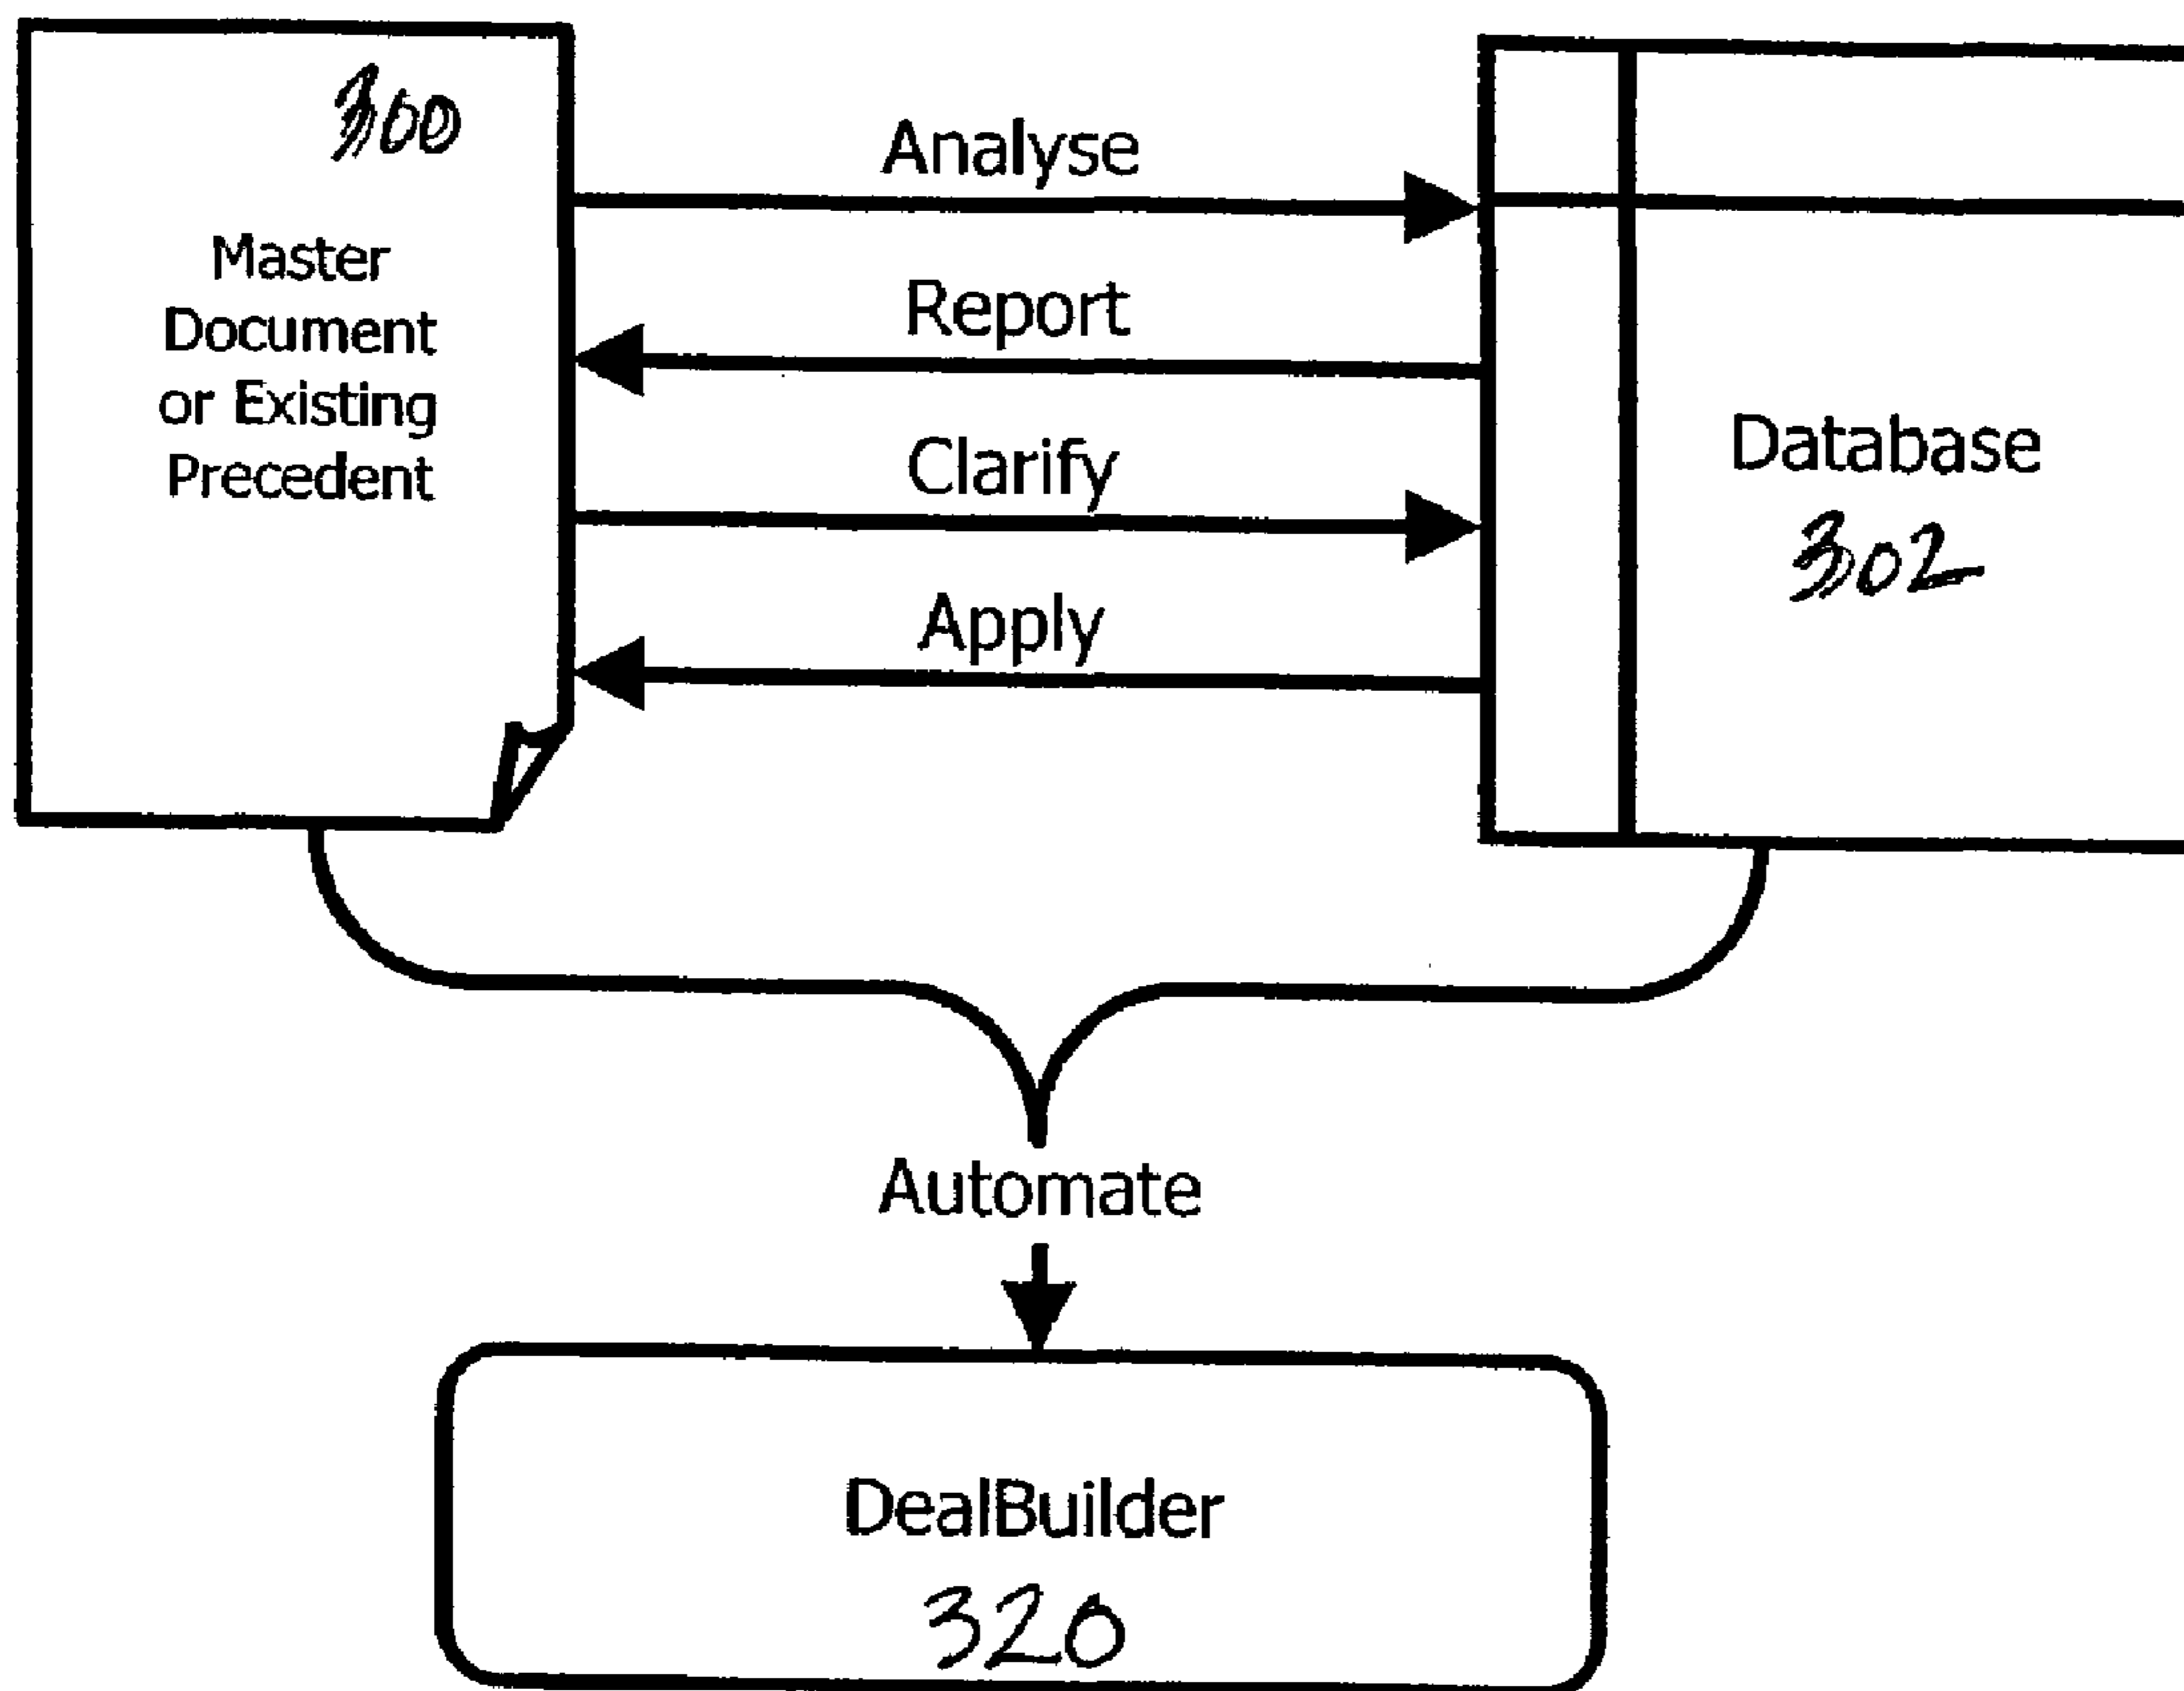 300
Master
Document
or Existing
Precedent
Analyse
Report
Clarify
Apply
Database
302
Automate
DealBuilder
320